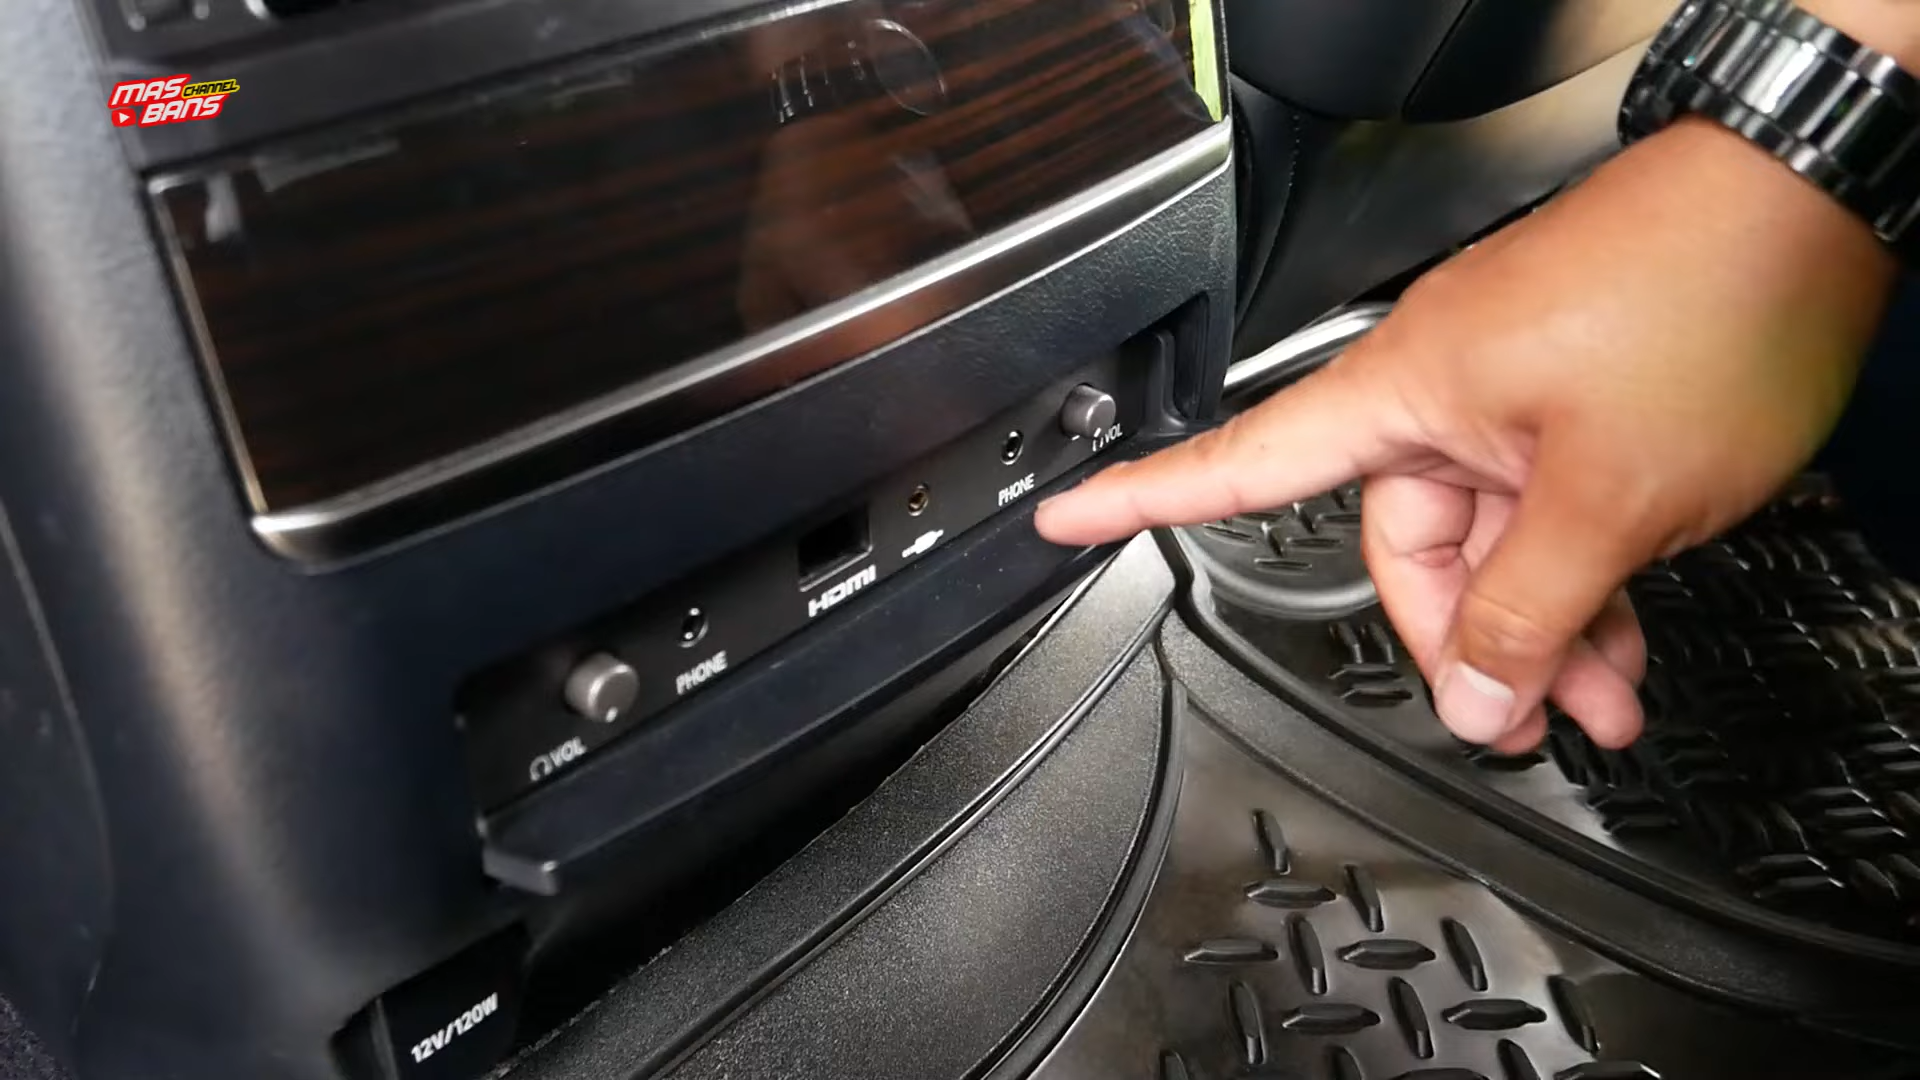 MAS CHANNEL
BANS
VOL
PHONE
HDMI
PHONE
VOL
12V/120W